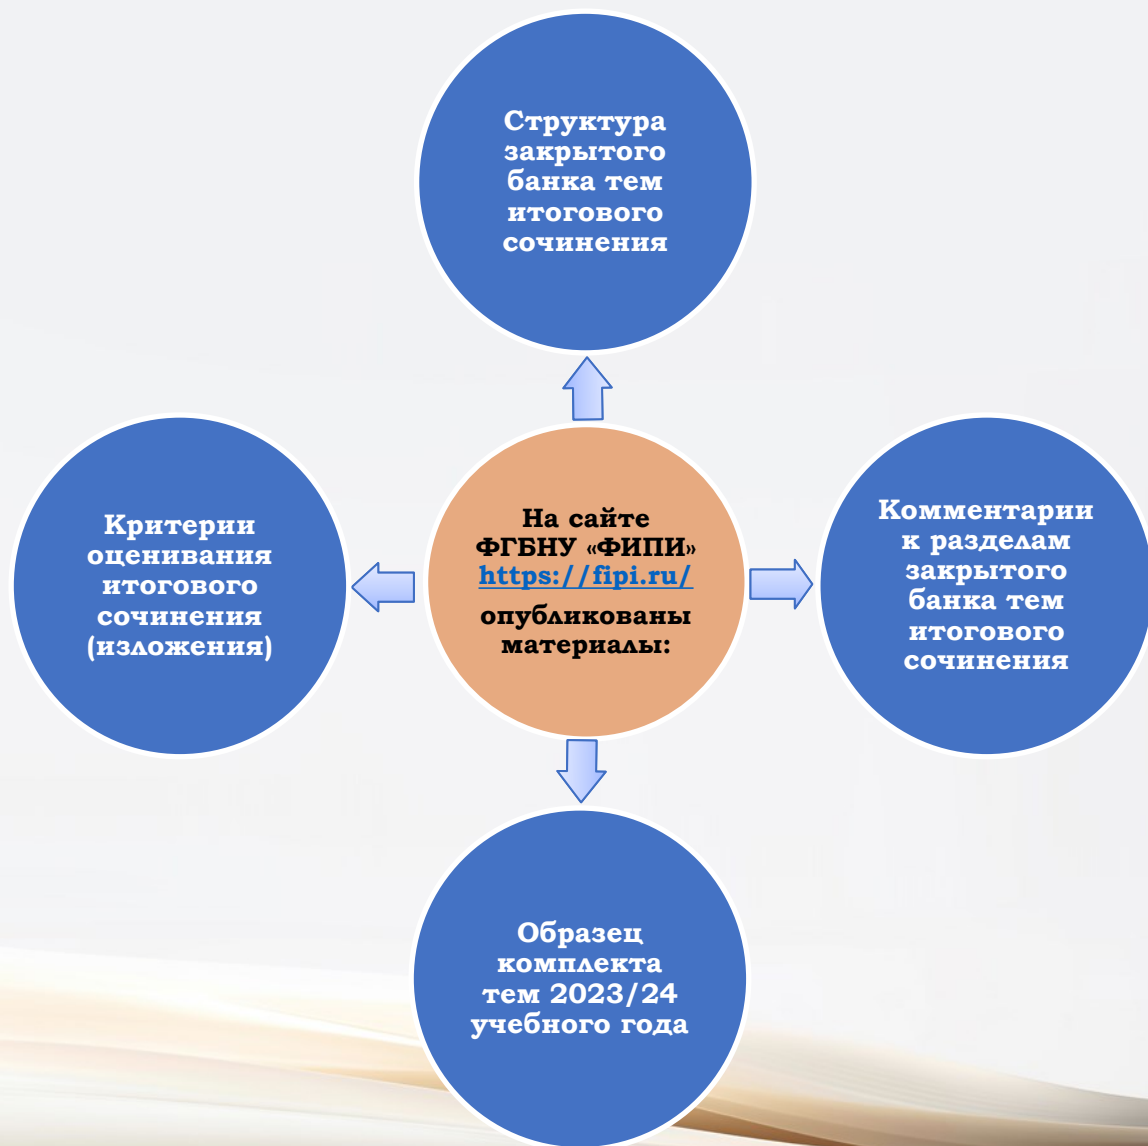 Структура
закрытого
банка тем
итогового
сочинения
Критерии
оценивания
итогового
сочинения
(изложения)
На сайте
ФГБНУ «ФИПИ»
https://fipi.ru/
опубликованы
материалы:
Комментарии
к разделам
закрытого
банка тем
итогового
сочинения
Образец
комплекта
тем 2023/24
учебного года